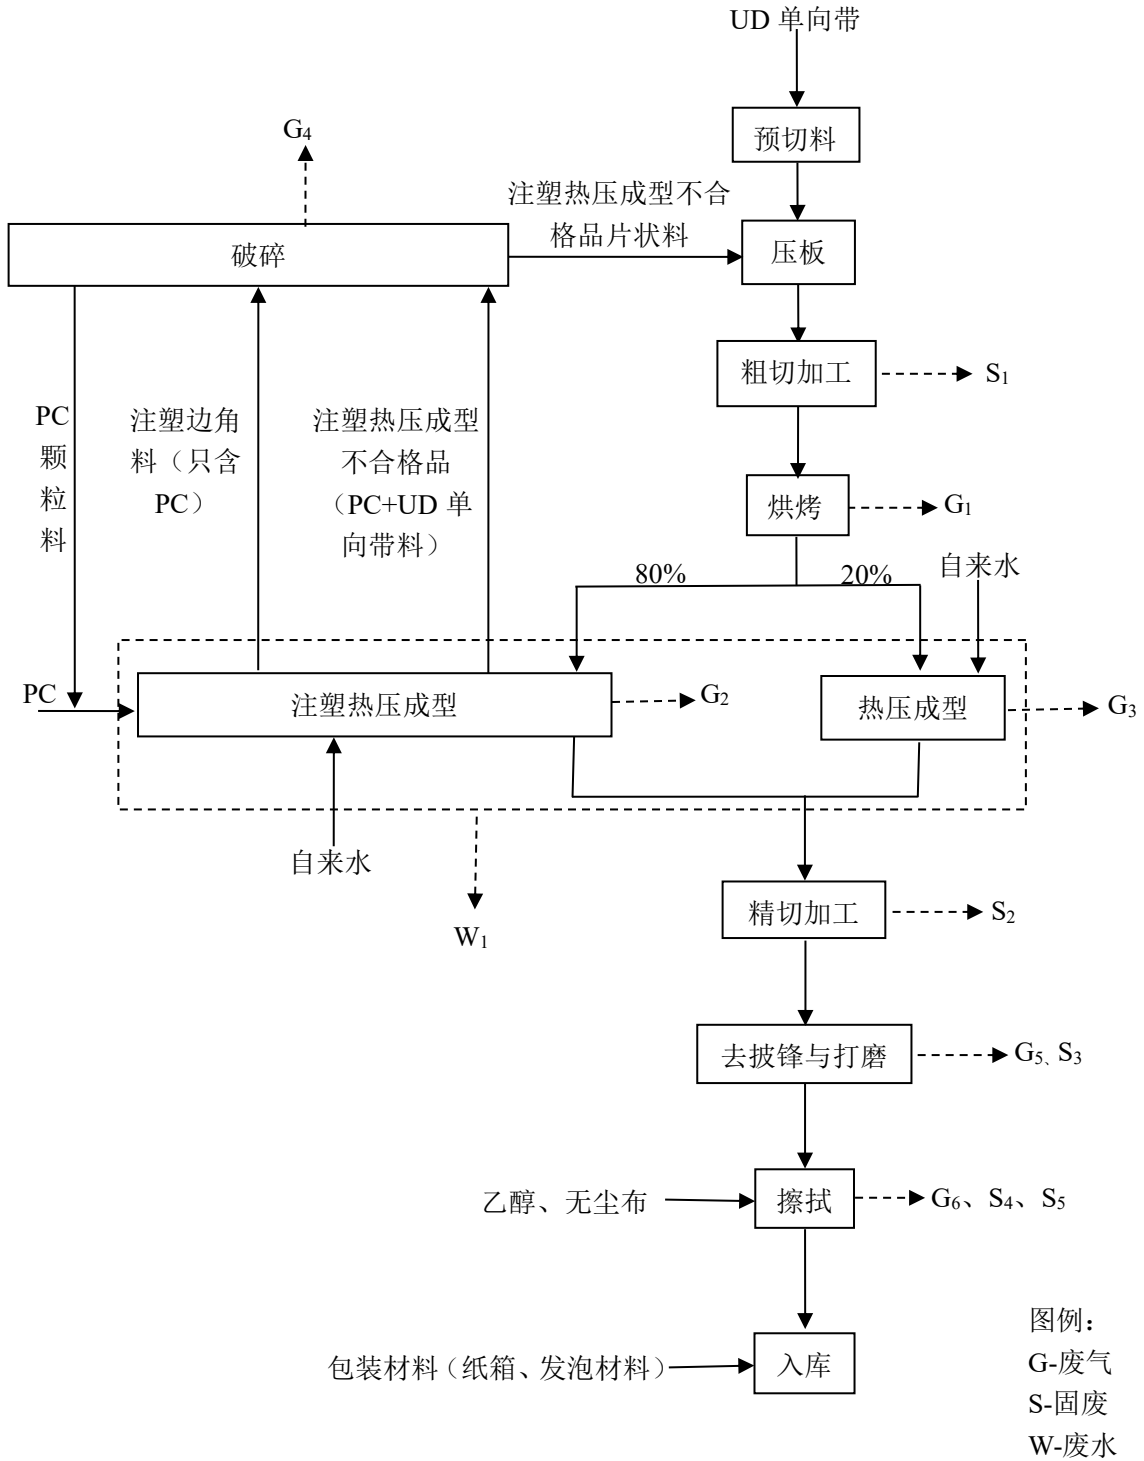 UD 单向带
预切料
G₄
注塑热压成型不合
格品片状料
破碎
压板
粗切加工
S₁
PC
颗
粒
料
注塑边角
料（只含
PC）
注塑热压成型
不合格品
（PC+UD 单
向带料）
烘烤
G₁
80%
20%
自来水
PC
注塑热压成型
G₂
热压成型
G₃
自来水
W₁
精切加工
S₂
去披锋与打磨
G₅、S₃
乙醇、无尘布
擦拭
G₆、S₄、S₅
包装材料（纸箱、发泡材料）
入库
图例：
G-废气
S-固废
W-废水